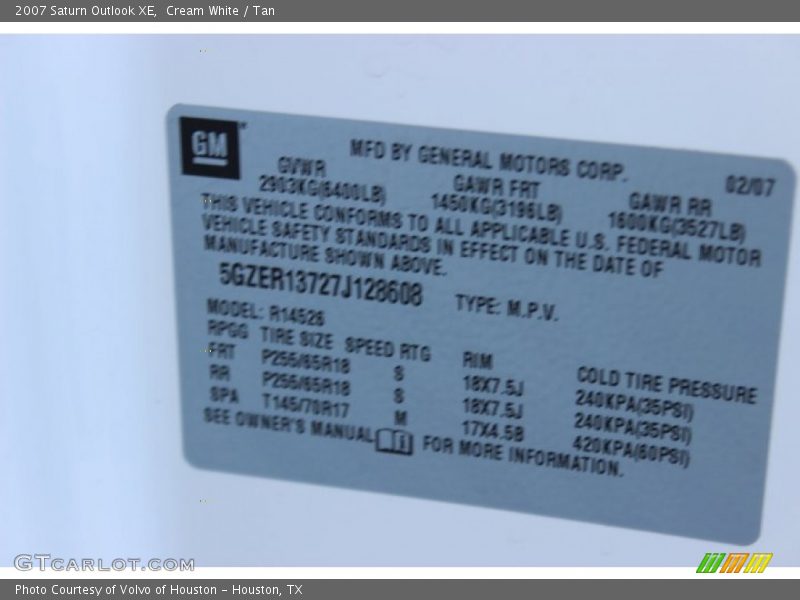 2007 Saturn Outlook XE,  Cream White / Tan
GM
MFD BY GENERAL MOTORS CORP.
02/07
GVWR GAWR FRT GAWR RR
2903KG(6400LB) 1450KG(3196LB) 1600KG(3527LB)
THIS VEHICLE CONFORMS TO ALL APPLICABLE U.S. FEDERAL MOTOR
VEHICLE SAFETY STANDARDS IN EFFECT ON THE DATE OF
MANUFACTURE SHOWN ABOVE.
5GZER13727J128608 TYPE: M.P.V.
MODEL: R14526
RPGG TIRE SIZE SPEED RTG RIM COLD TIRE PRESSURE
FRT P255/65R18 S 18X7.5J 240KPA(35PSI)
RR P255/65R18 S 18X7.5J 240KPA(35PSI)
SPA T145/70R17 M 17X4.5B 420KPA(60PSI)
SEE OWNER'S MANUAL FOR MORE INFORMATION.
GTCARLOT.COM
Photo Courtesy of Volvo of Houston - Houston, TX